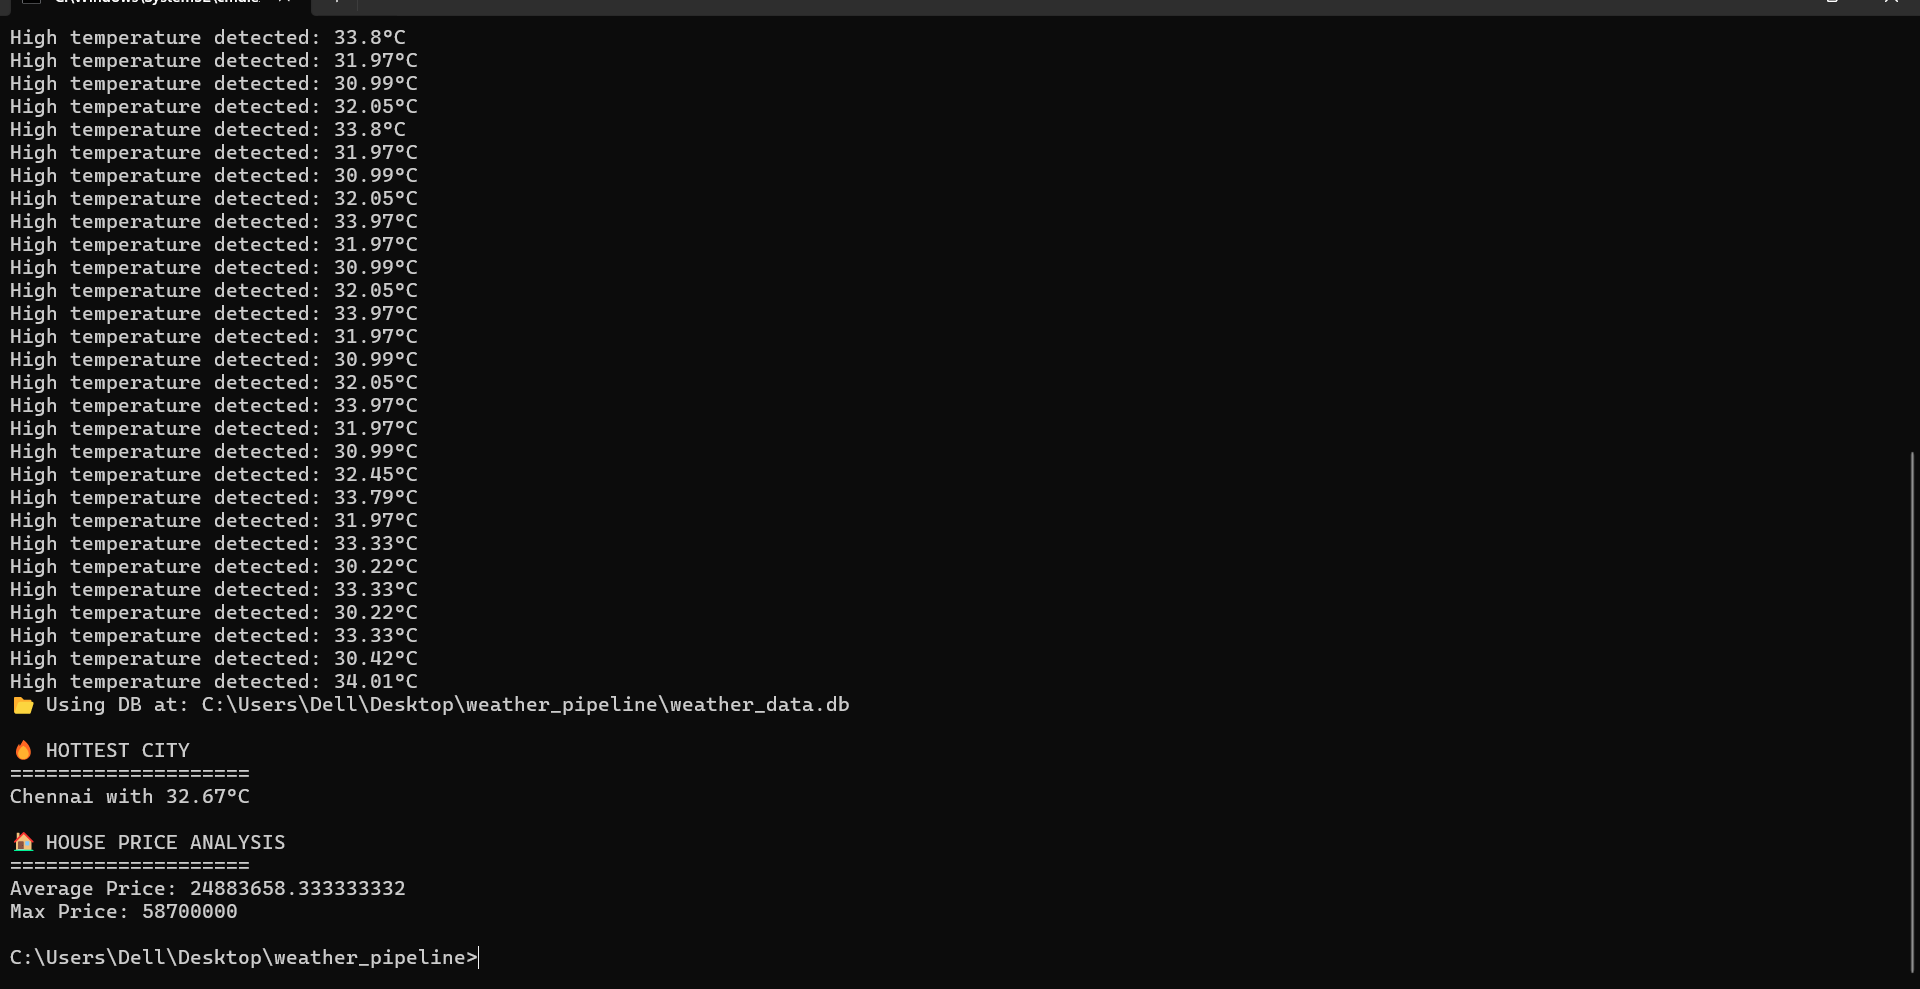 High temperature detected: 33.8°C
High temperature detected: 31.97°C
High temperature detected: 30.99°C
High temperature detected: 32.05°C
High temperature detected: 33.8°C
High temperature detected: 31.97°C
High temperature detected: 30.99°C
High temperature detected: 32.05°C
High temperature detected: 33.97°C
High temperature detected: 31.97°C
High temperature detected: 30.99°C
High temperature detected: 32.05°C
High temperature detected: 33.97°C
High temperature detected: 31.97°C
High temperature detected: 30.99°C
High temperature detected: 32.05°C
High temperature detected: 33.97°C
High temperature detected: 31.97°C
High temperature detected: 30.99°C
High temperature detected: 32.45°C
High temperature detected: 33.79°C
High temperature detected: 31.97°C
High temperature detected: 33.33°C
High temperature detected: 30.22°C
High temperature detected: 33.33°C
High temperature detected: 30.22°C
High temperature detected: 33.33°C
High temperature detected: 30.42°C
High temperature detected: 34.01°C
📂 Using DB at: C:\Users\Dell\Desktop\weather_pipeline\weather_data.db
🔥 HOTTEST CITY
====================
Chennai with 32.67°C
🏠 HOUSE PRICE ANALYSIS
====================
Average Price: 24883658.333333332
Max Price: 58700000
C:\Users\Dell\Desktop\weather_pipeline>